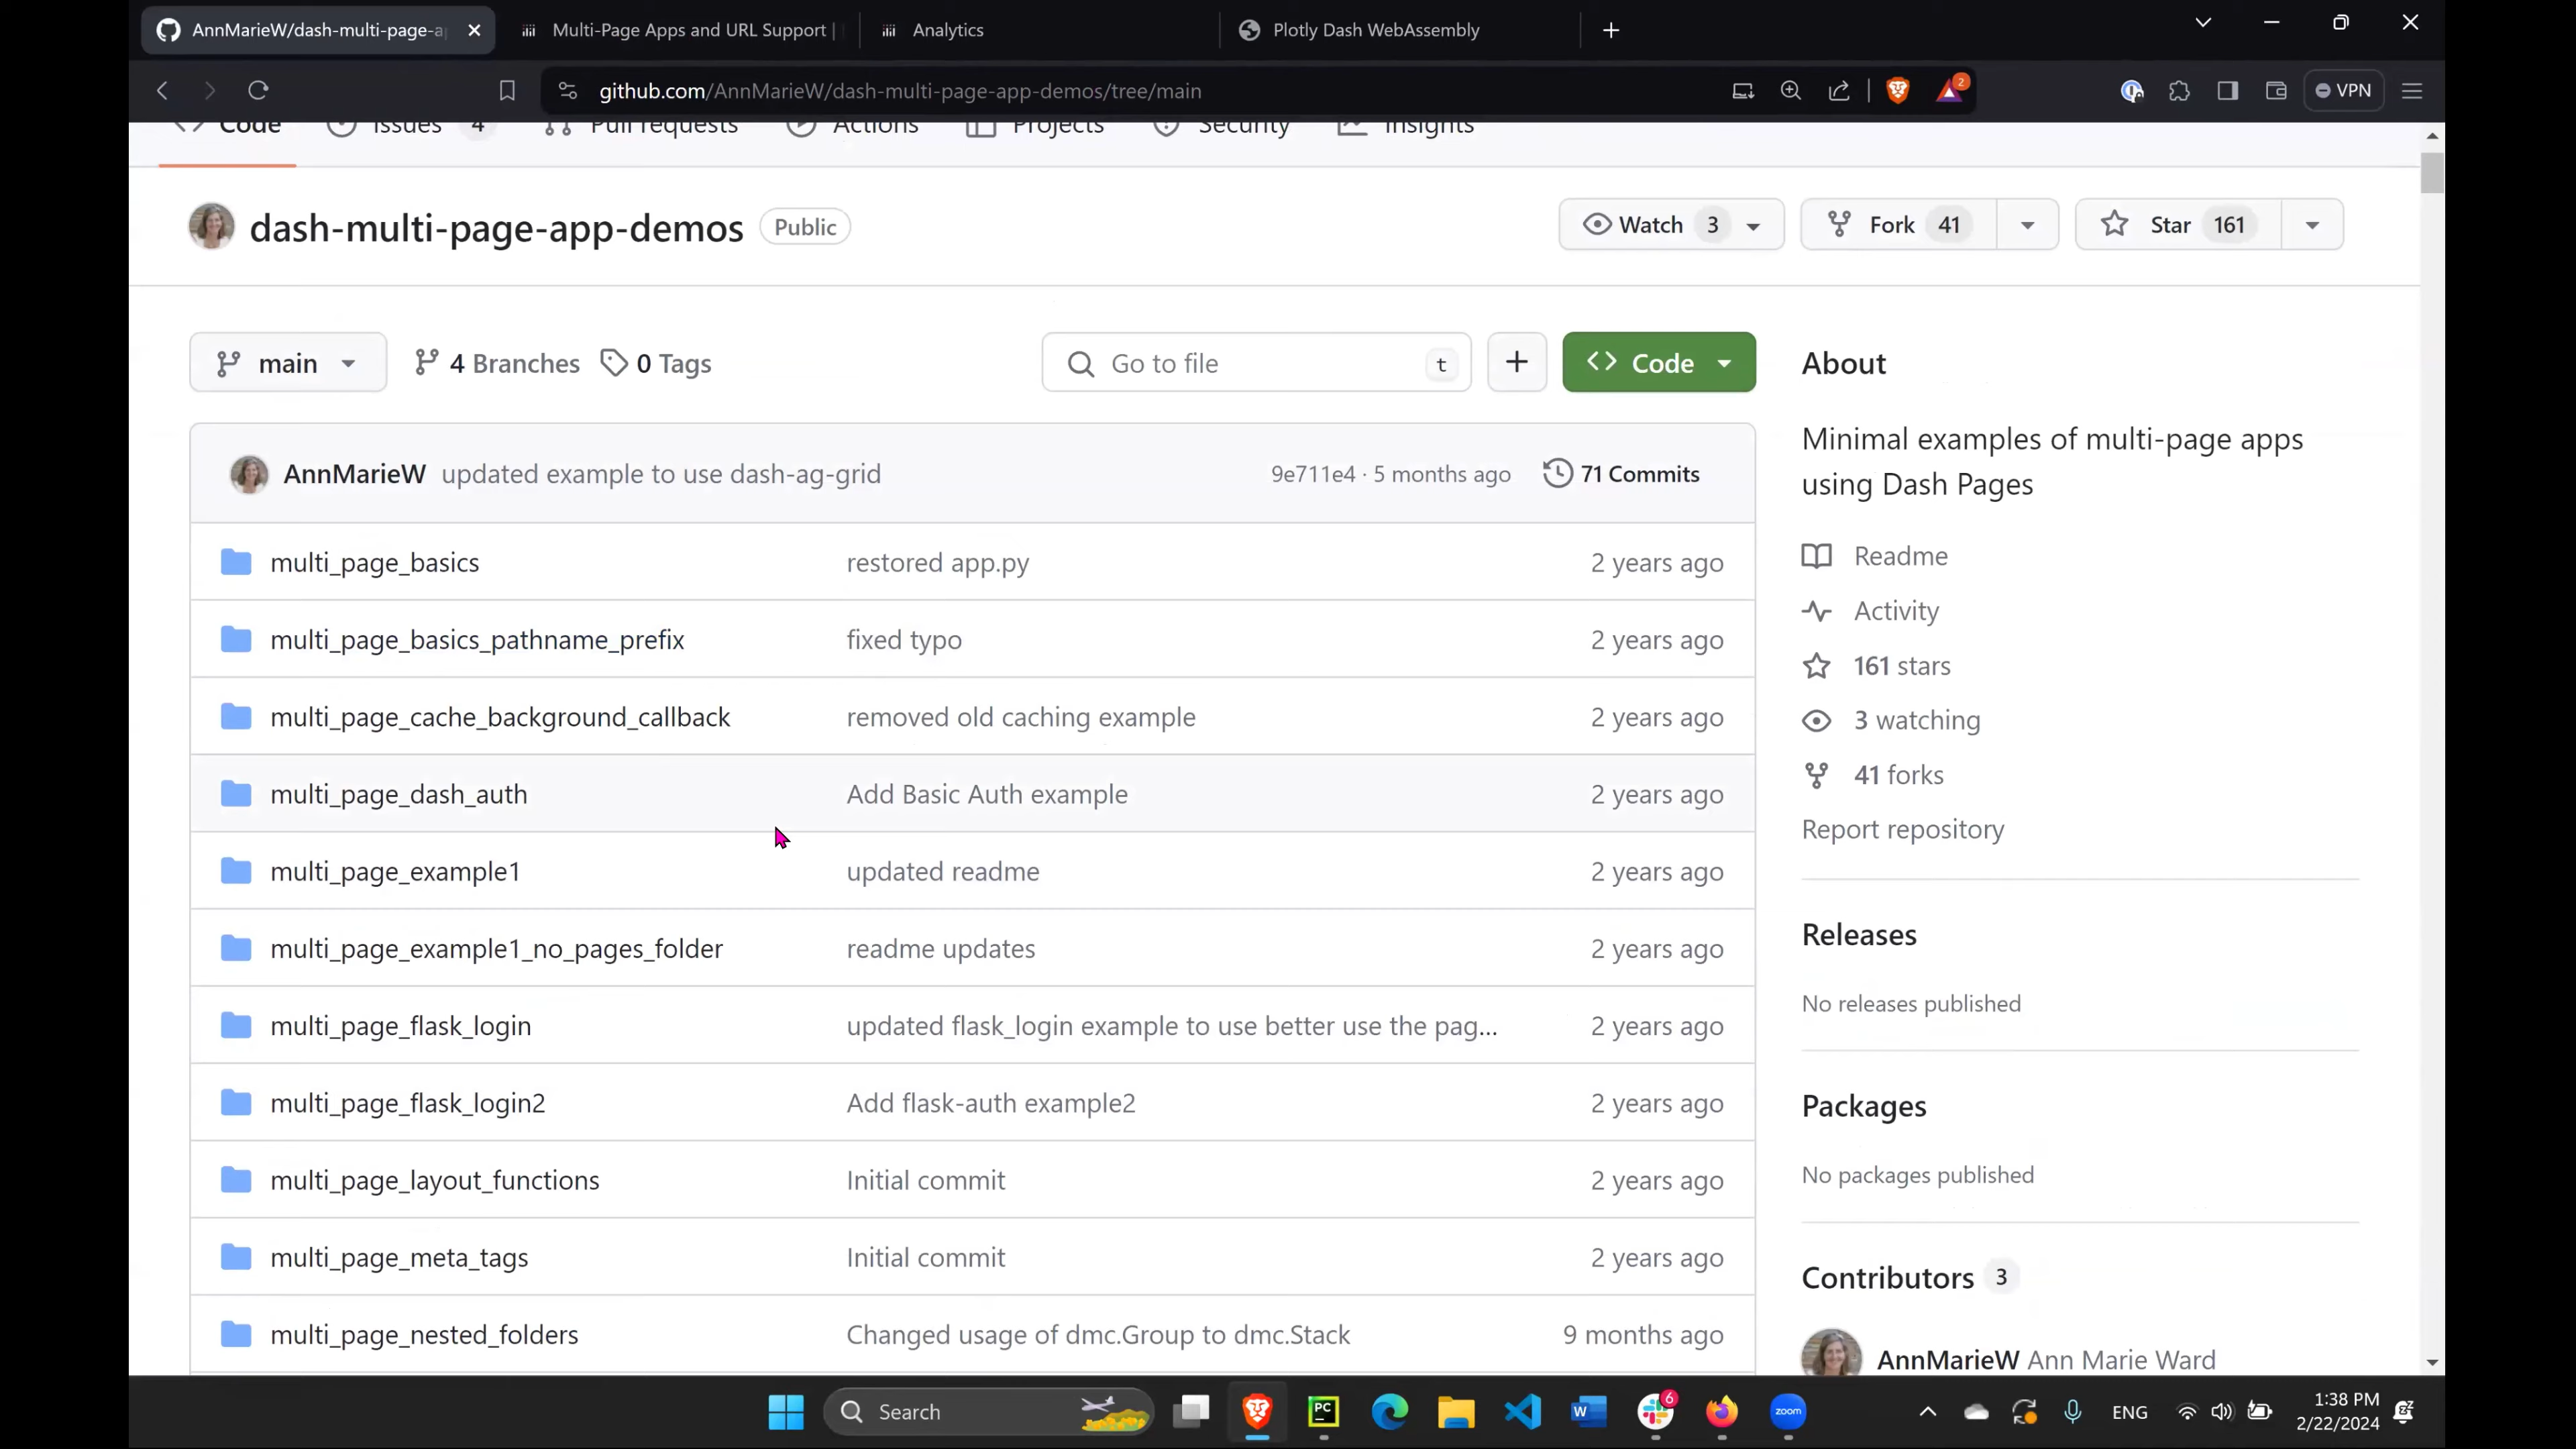 AnnMarieW/dash-multi-page-a
Multi-Page Apps and URL Support |
Analytics
Plotly Dash WebAssembly
github.com/AnnMarieW/dash-multi-page-app-demos/tree/main
2
VPN
Code
Issues 4
Pull requests
Actions
Projects
Security
Insights
dash-multi-page-app-demos Public
Watch 3
Fork 41
Star 161
main
4 Branches
0 Tags
Go to file t
Code
About
Minimal examples of multi-page apps
using Dash Pages
AnnMarieW updated example to use dash-ag-grid 9e711e4 · 5 months ago 71 Commits
multi_page_basics restored app.py 2 years ago
multi_page_basics_pathname_prefix fixed typo 2 years ago
multi_page_cache_background_callback removed old caching example 2 years ago
multi_page_dash_auth Add Basic Auth example 2 years ago
multi_page_example1 updated readme 2 years ago
multi_page_example1_no_pages_folder readme updates 2 years ago
multi_page_flask_login updated flask_login example to use better use the pag... 2 years ago
multi_page_flask_login2 Add flask-auth example2 2 years ago
multi_page_layout_functions Initial commit 2 years ago
multi_page_meta_tags Initial commit 2 years ago
multi_page_nested_folders Changed usage of dmc.Group to dmc.Stack 9 months ago
Readme
Activity
161 stars
3 watching
41 forks
Report repository
Releases
No releases published
Packages
No packages published
Contributors 3
AnnMarieW Ann Marie Ward
Search
PC
W
6
zoom
ENG
1:38 PM
2/22/2024